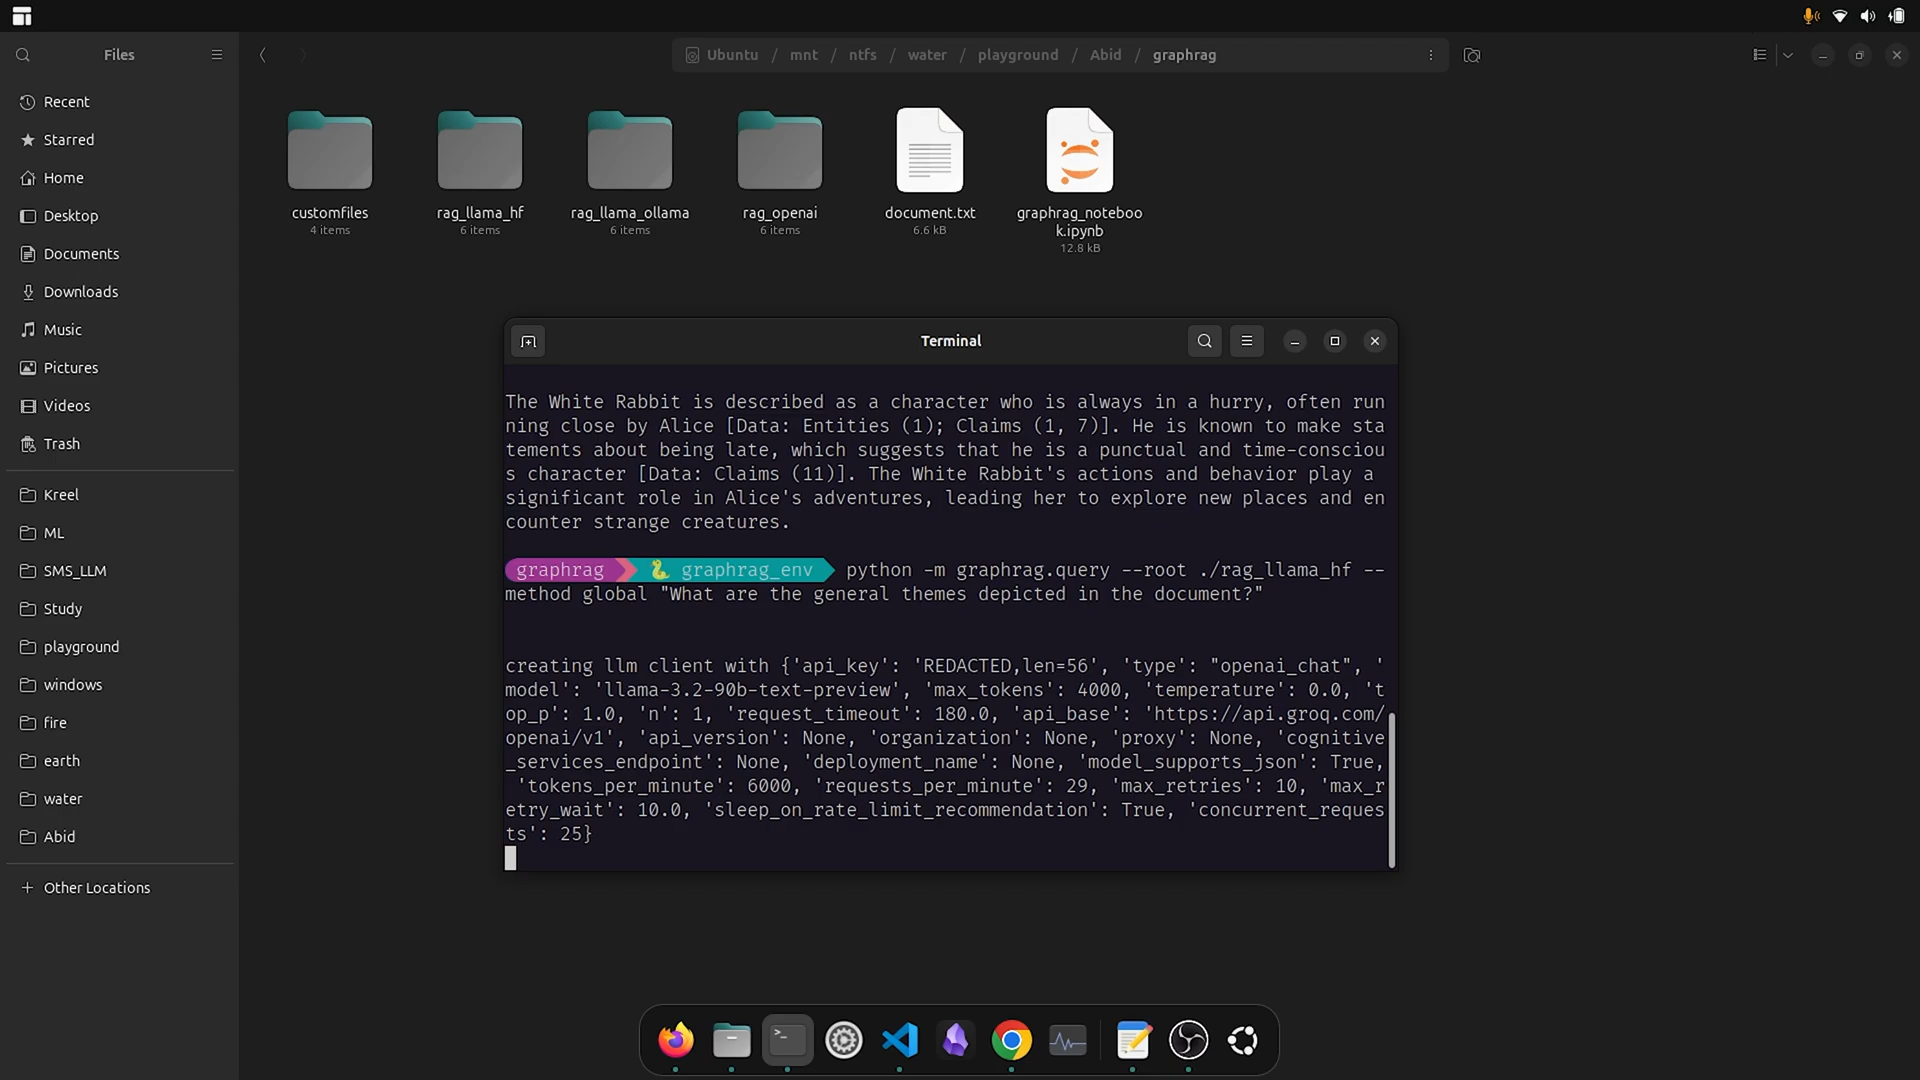 Files
Ubuntu / mnt / ntfs / water / playground / Abid / graphrag
Recent
Starred
Home
Desktop
Documents
Downloads
Music
Pictures
Videos
Trash
Kreel
ML
SMS_LLM
Study
playground
windows
fire
earth
water
Abid
Other Locations
customfiles
4 items
rag_llama_hf
6 items
rag_llama_ollama
6 items
rag_openai
6 items
document.txt
6.6 kB
graphrag_noteboo
k.ipynb
12.8 kB
Terminal
The White Rabbit is described as a character who is always in a hurry, often run
ning close by Alice [Data: Entities (1); Claims (1, 7)]. He is known to make sta
tements about being late, which suggests that he is a punctual and time-consciou
s character [Data: Claims (11)]. The White Rabbit's actions and behavior play a
significant role in Alice's adventures, leading her to explore new places and en
counter strange creatures.
graphrag graphrag_env python -m graphrag.query --root ./rag_llama_hf --
method global "What are the general themes depicted in the document?"
creating llm client with {'api_key': 'REDACTED,len=56', 'type': "openai_chat", '
model': 'llama-3.2-90b-text-preview', 'max_tokens': 4000, 'temperature': 0.0, 't
op_p': 1.0, 'n': 1, 'request_timeout': 180.0, 'api_base': 'https://api.groq.com/
openai/v1', 'api_version': None, 'organization': None, 'proxy': None, 'cognitive
_services_endpoint': None, 'deployment_name': None, 'model_supports_json': True,
'tokens_per_minute': 6000, 'requests_per_minute': 29, 'max_retries': 10, 'max_r
etry_wait': 10.0, 'sleep_on_rate_limit_recommendation': True, 'concurrent_reques
ts': 25}